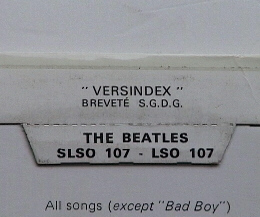 " VERSINDEX "
BREVETÉ S.G.D.G.
THE BEATLES
SLSO 107 - LSO 107
All songs (except "Bad Boy")